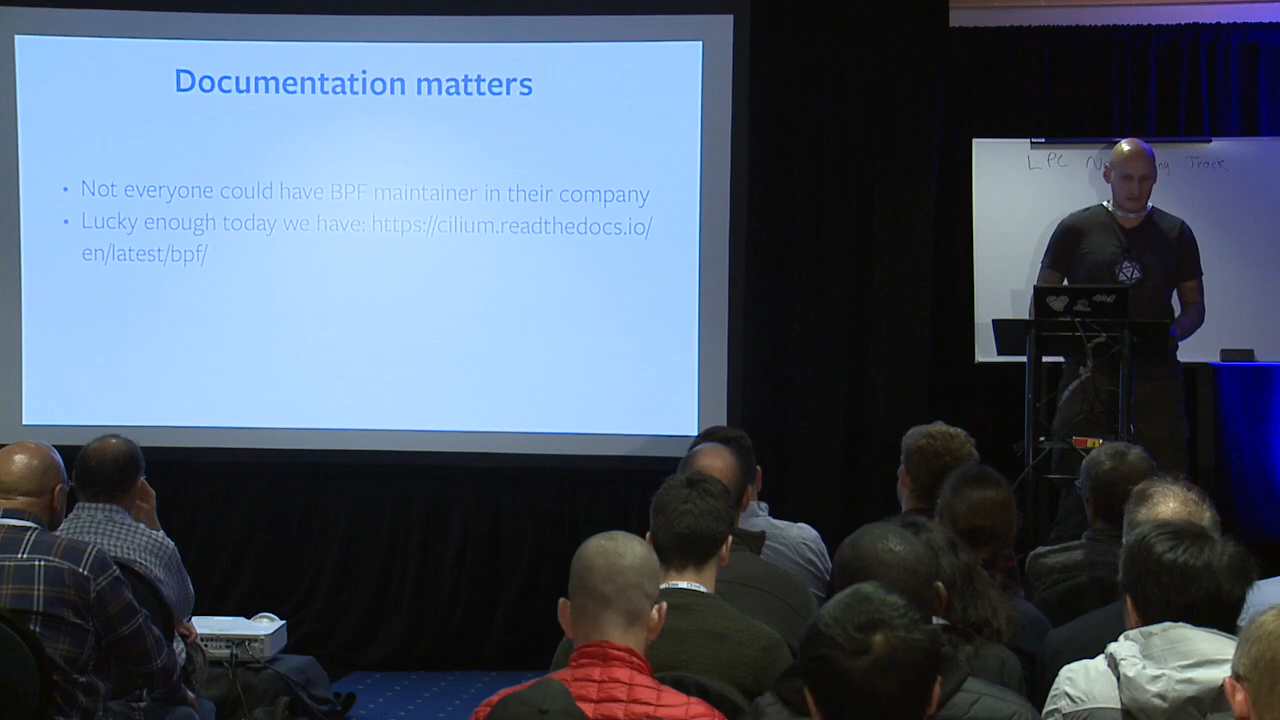 Documentation matters
• Not everyone could have BPF maintainer in their company
• Lucky enough today we have: https://cilium.readthedocs.io/
en/latest/bpf/
LPC Track